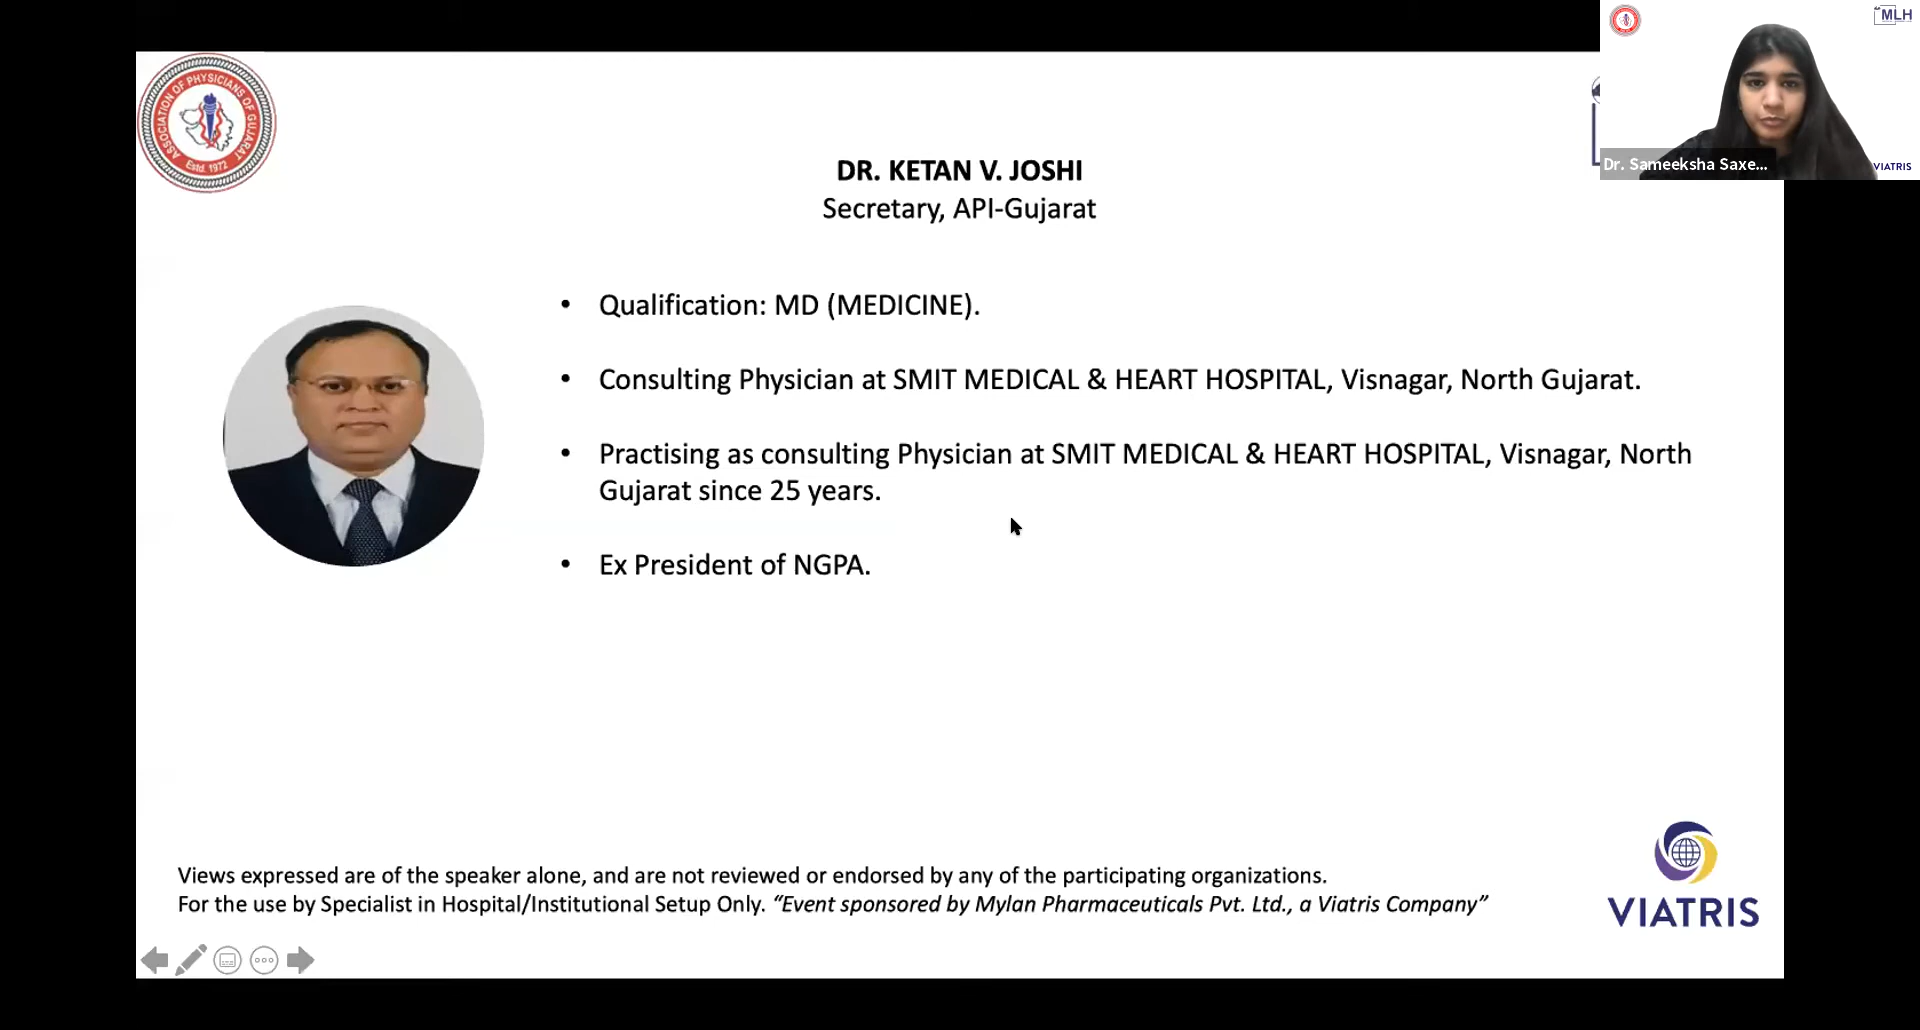 ASSOCIATION OF PHYSICIANS OF GUJARAT
Estd. 1972
MLH
Dr. Sameeksha Saxe...
VIATRIS
DR. KETAN V. JOSHI
Secretary, API-Gujarat
• Qualification: MD (MEDICINE).
• Consulting Physician at SMIT MEDICAL & HEART HOSPITAL, Visnagar, North Gujarat.
• Practising as consulting Physician at SMIT MEDICAL & HEART HOSPITAL, Visnagar, North
Gujarat since 25 years.
• Ex President of NGPA.
Views expressed are of the speaker alone, and are not reviewed or endorsed by any of the participating organizations.
For the use by Specialist in Hospital/Institutional Setup Only. “Event sponsored by Mylan Pharmaceuticals Pvt. Ltd., a Viatris Company”
VIATRIS